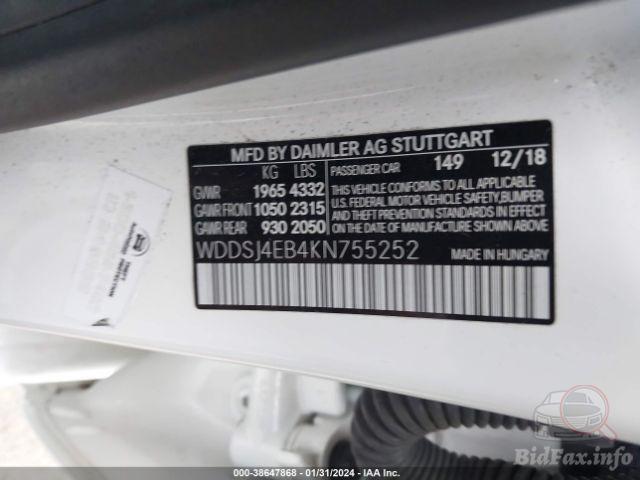 MFD BY DAIMLER AG STUTTGART
KG LBS PASSENGER CAR 149 12/18
GVWR 1965 4332
GAWR FRONT 1050 2315
GAWR REAR 930 2050
THIS VEHICLE CONFORMS TO ALL
APPLICABLE U.S. FEDERAL
MOTOR VEHICLE SAFETY, BUMPER,
AND THEFT PREVENTION STANDARDS
IN EFFECT ON THE
DATE OF MANUFACTURE SHOWN ABOVE
WDDSJ4EB4KN755252 MADE IN HUNGARY
THEFT
PROTECTION
BidFax.info
000-38647868 - 01/31/2024 - IAA Inc.